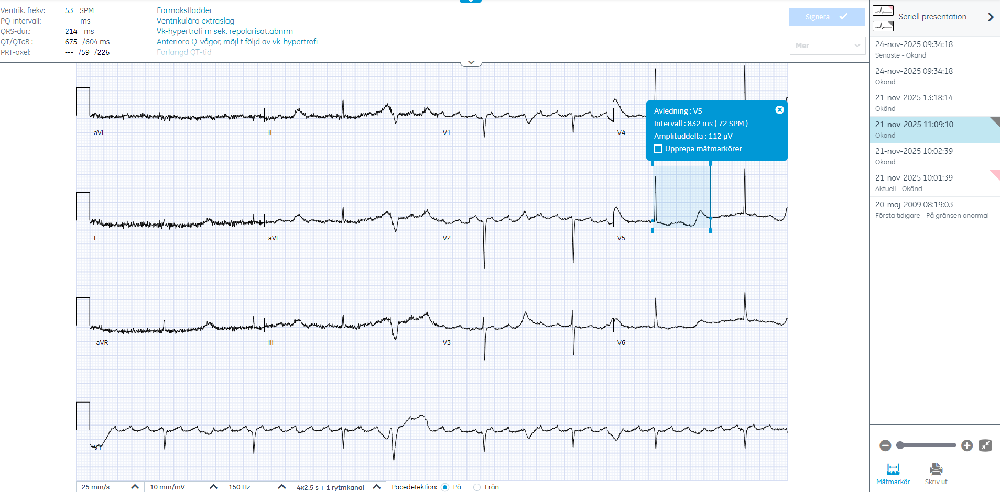 Ventrik. frekv: 53 SPM
PQ-intervall: --- ms
QRS-dur.: 214 ms
QT/QTcB : 675 /604 ms
PRT-axel: --- /59 /226
Förmaksfladder
Ventrikulära extraslag
Vk-hypertrofi m sek. repolarisat.abnrm
Anteriora Q-vågor, möjl t följd av vk-hypertrofi
Förlängd QT-tid
Signera
Mer
Seriell presentation
24-nov-2025 09:34:18
Senaste - Okänd
24-nov-2025 09:34:18
Okänd
21-nov-2025 13:18:14
Okänd
21-nov-2025 11:09:10
Okänd
21-nov-2025 10:02:39
Okänd
21-nov-2025 10:01:39
Aktuell - Okänd
20-maj-2009 08:19:03
Första tidigare - På gränsen onormal
Avledning : V5
Intervall : 832 ms ( 72 SPM )
Amplituddelta : 112 µV
Upprepa mätmarkörer
aVL II V1 V4
I aVF V2 V5
-aVR III V3 V6
V1
25 mm/s 10 mm/mV 150 Hz 4x2,5 s + 1 rytmkanal Pacedetektion: På Från
Mätmarkör Skriv ut